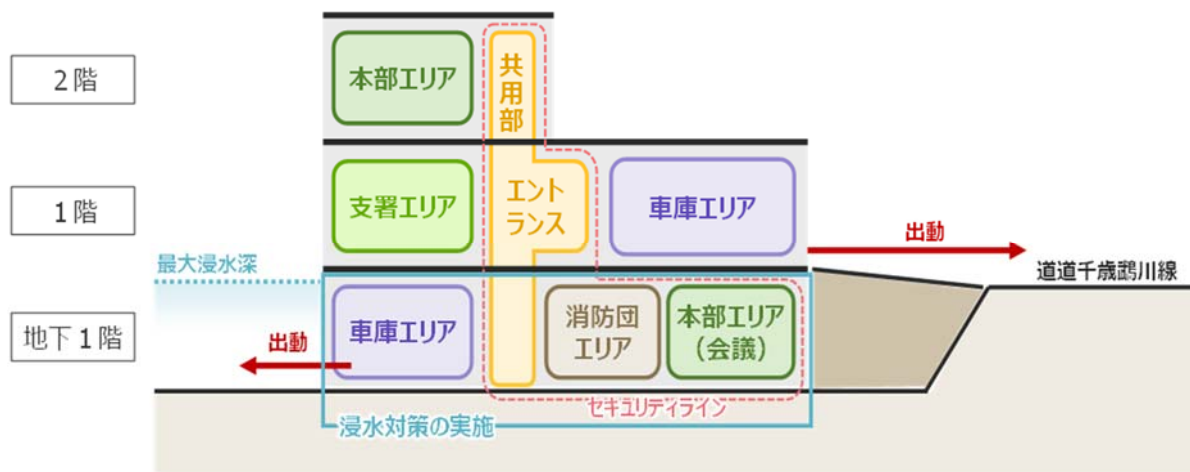 2階
本部エリア
共用部
1階
支署エリア
エント
ランス
車庫エリア
出動
最大浸水深
道道千歳鵡川線
地下1階
車庫エリア
消防団
エリア
本部エリア
(会議)
出動
セキュリティライン
浸水対策の実施